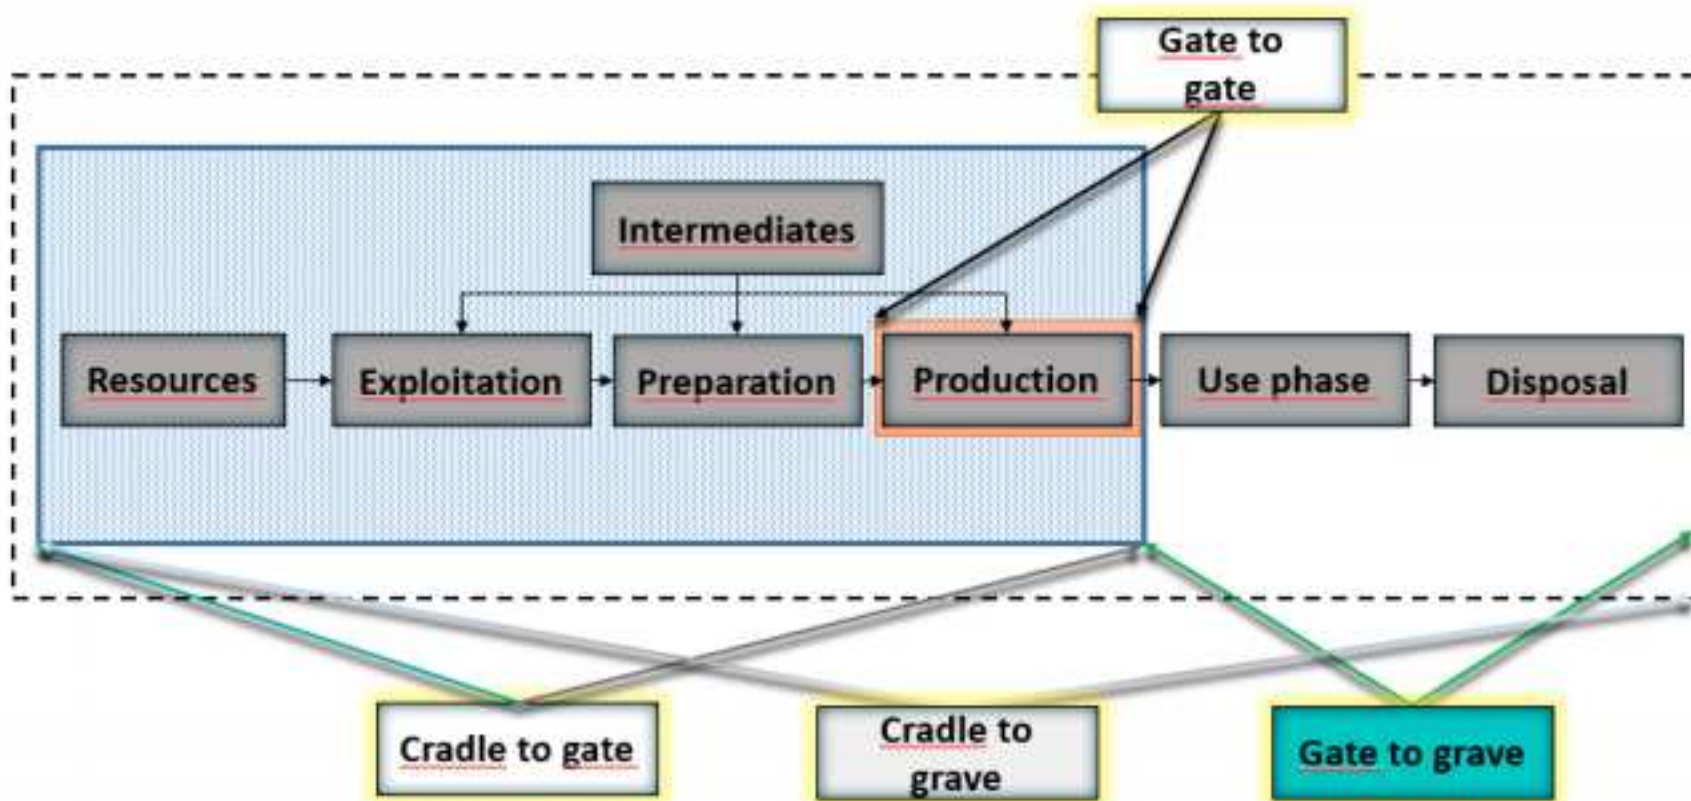 Gate to
gate
Intermediates
Resources
Exploitation
Preparation
Production
Use phase
Disposal
Cradle to gate
Cradle to
grave
Gate to grave